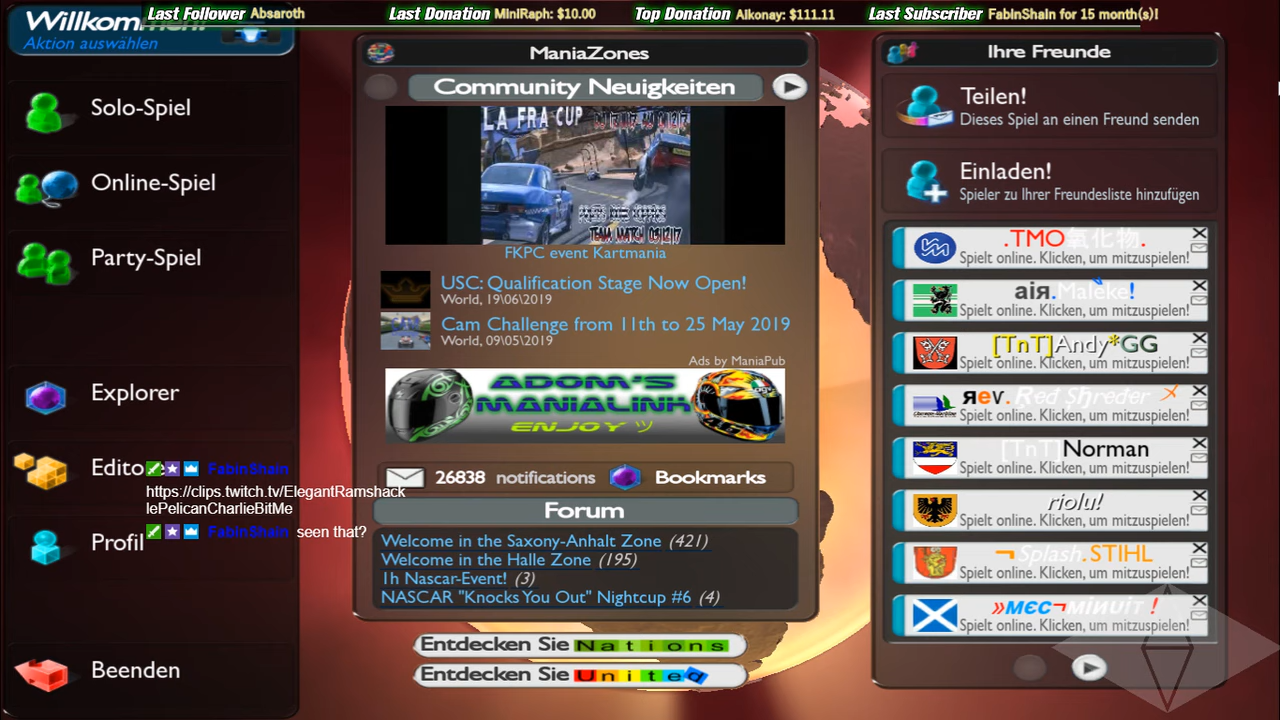 Last Follower Absaroth
Last Donation MiniRaph: $10.00
Top Donation Aikonay: $111.11
Last Subscriber FabInShain for 15 month(s)!
Willkommen!
Aktion auswählen
Solo-Spiel
Online-Spiel
Party-Spiel
Explorer
Profil
Beenden
FabInShain
https://clips.twitch.tv/ElegantRamshack
lePelicanCharlieBitMe
FabInShain seen that?
ManiaZones
Community Neuigkeiten
LA FRA CUP
TEAM MATCH 03/12/17
FKPC event Kartmania
USC: Qualification Stage Now Open!
World, 19\06\2019
Cam Challenge from 11th to 25 May 2019
World, 09\05\2019
Ads by ManiaPub
ADOM'S
MANIALINK
ENJOY ツ
26838 notifications
Bookmarks
Forum
Welcome in the Saxony-Anhalt Zone (421)
Welcome in the Halle Zone (195)
1h Nascar-Event! (3)
NASCAR "Knocks You Out" Nightcup #6 (4)
Entdecken Sie Nations
Entdecken Sie United
Ihre Freunde
Teilen!
Dieses Spiel an einen Freund senden
Einladen!
Spieler zu Ihrer Freundesliste hinzufügen
.TMO氧化物.
Spielt online. Klicken, um mitzuspielen!
aiя.Malèke!
Spielt online. Klicken, um mitzuspielen!
[TnT]Andy*GG
Spielt online. Klicken, um mitzuspielen!
яev. Red Shreder
Spielt online. Klicken, um mitzuspielen!
[TnT]Norman
Spielt online. Klicken, um mitzuspielen!
riolu!
Spielt online. Klicken, um mitzuspielen!
¬Splash.STIHL
Spielt online. Klicken, um mitzuspielen!
»мєc¬мiпυiт !
Spielt online. Klicken, um mitzuspielen!